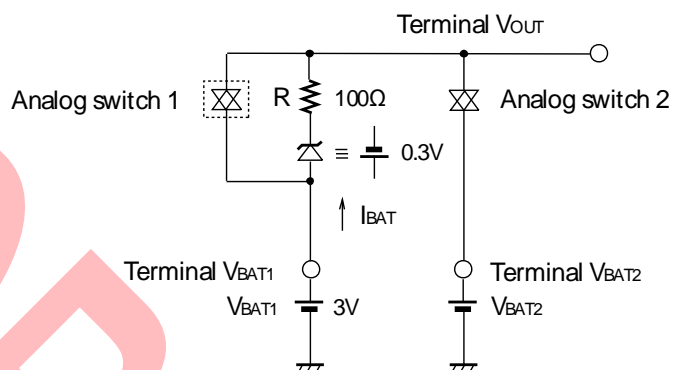 Terminal VOUT
Analog switch 1
R
100Ω
Analog switch 2
≡
0.3V
IBAT
Terminal VBAT1
Terminal VBAT2
VBAT1
3V
VBAT2